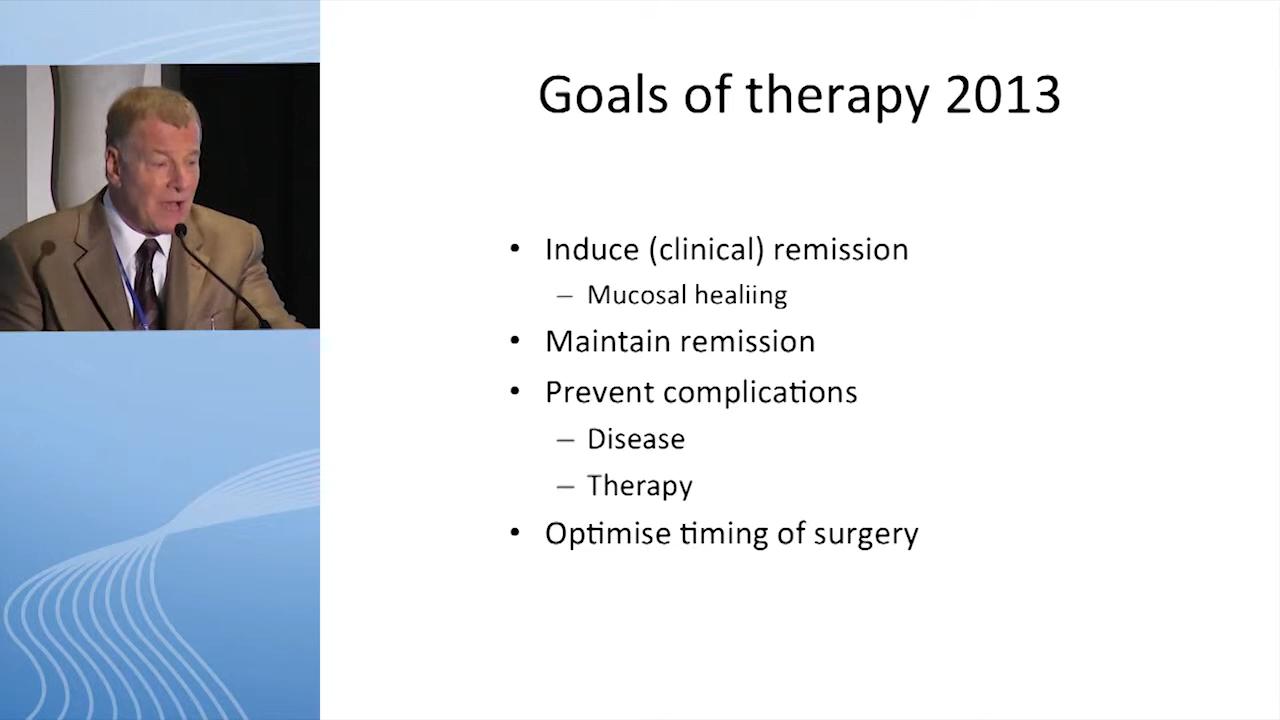 Goals of therapy 2013
• Induce (clinical) remission
– Mucosal healiing
• Maintain remission
• Prevent complications
– Disease
– Therapy
• Optimise timing of surgery